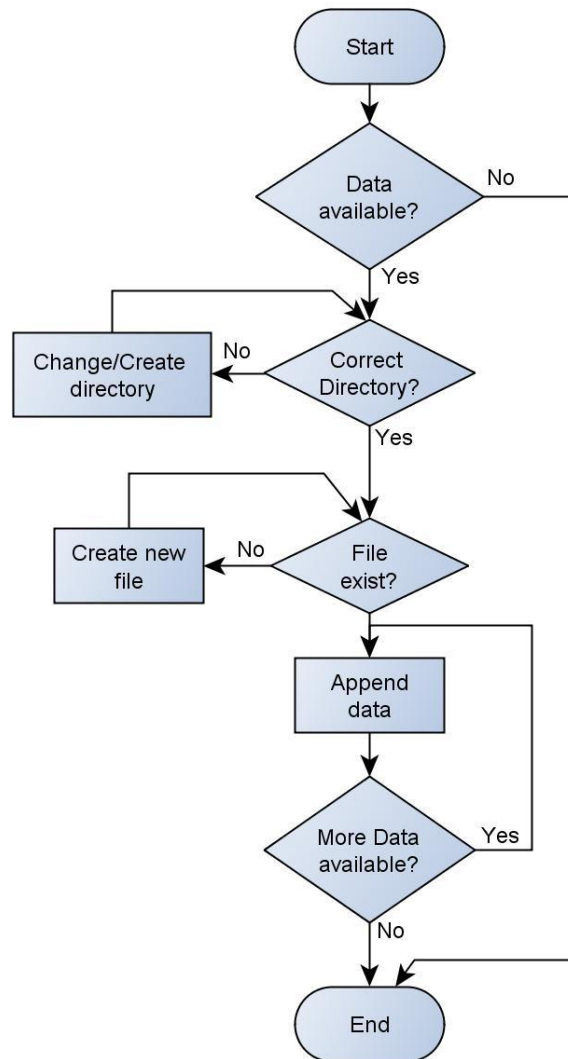 Start
Data
available?
No
Yes
Change/Create
directory
No
Correct
Directory?
Yes
Create new
file
No
File
exist?
Append
data
More Data
available?
Yes
No
End